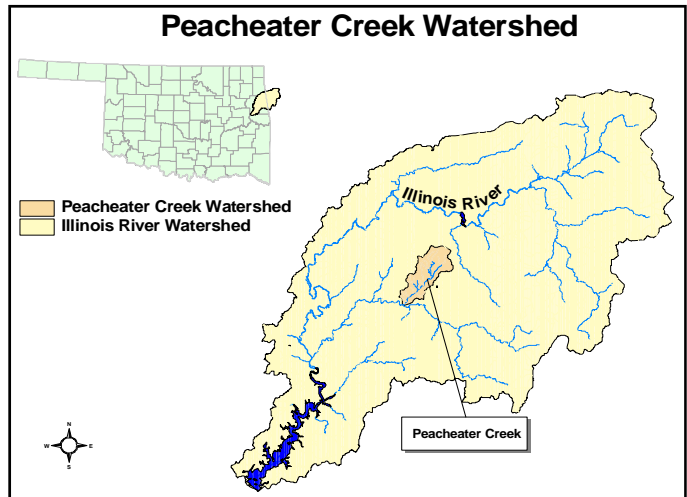 Peacheater Creek Watershed
Peacheater Creek Watershed
Illinois River Watershed
Illinois River
Peacheater Creek
N
W E
S